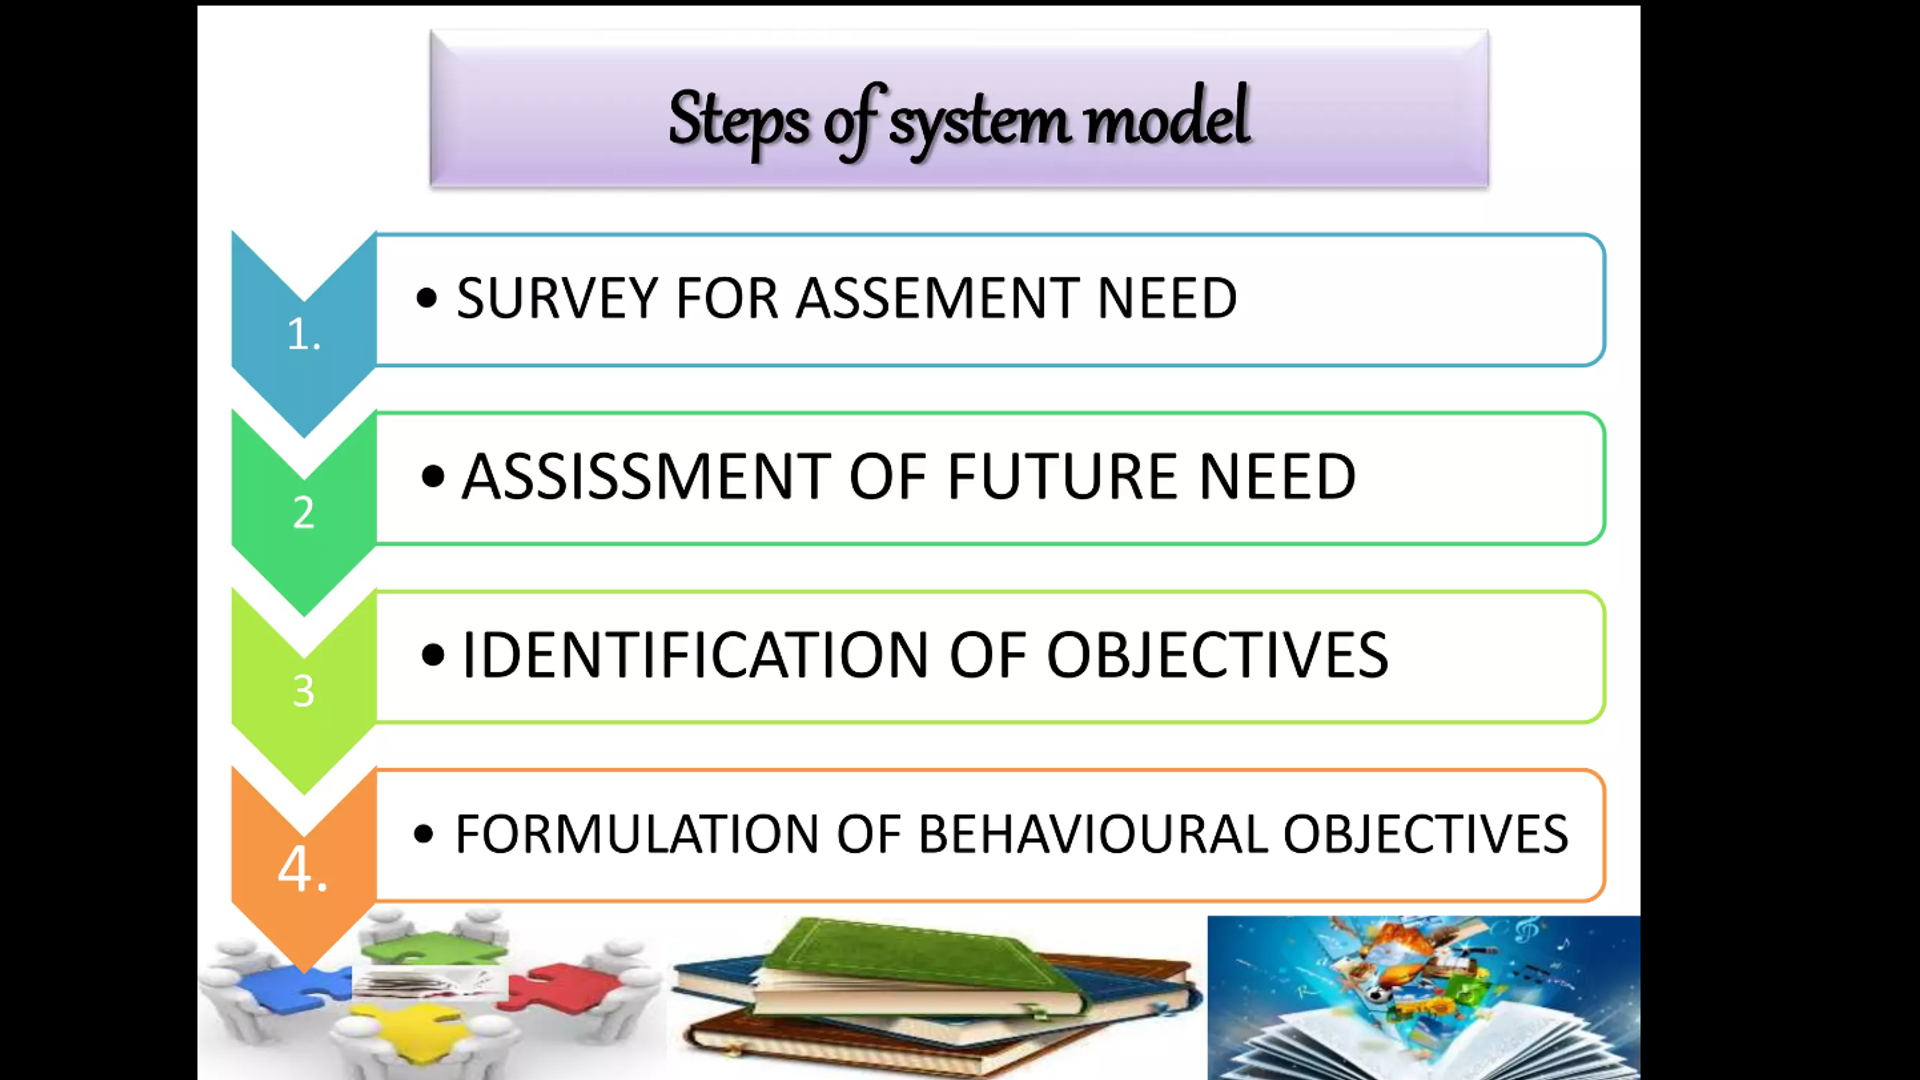 Steps of system model
1.
• SURVEY FOR ASSEMENT NEED
2
• ASSISSMENT OF FUTURE NEED
3
• IDENTIFICATION OF OBJECTIVES
4.
• FORMULATION OF BEHAVIOURAL OBJECTIVES